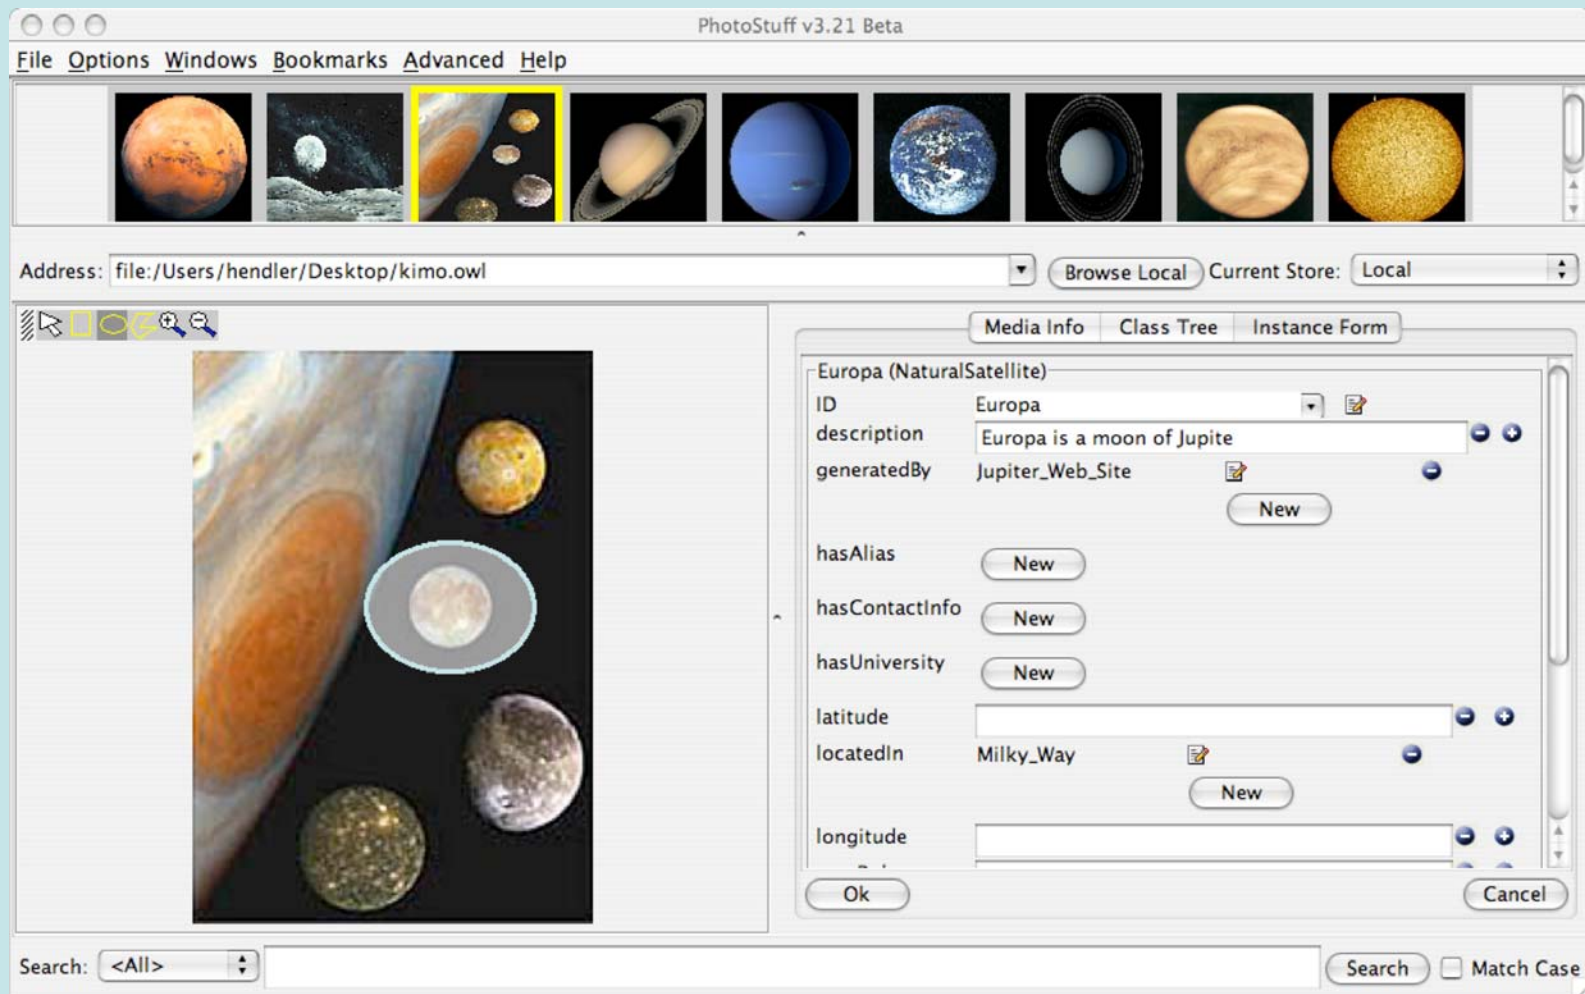 PhotoStuff v3.21 Beta
File Options Windows Bookmarks Advanced Help
Address: file:/Users/hendler/Desktop/kimo.owl Browse Local Current Store: Local
Media Info Class Tree Instance Form
Europa (NaturalSatellite)
ID Europa
description Europa is a moon of Jupite
generatedBy Jupiter_Web_Site
New
hasAlias New
hasContactInfo New
hasUniversity New
latitude
locatedIn Milky_Way
New
longitude
Ok Cancel
Search: <All> Search Match Case